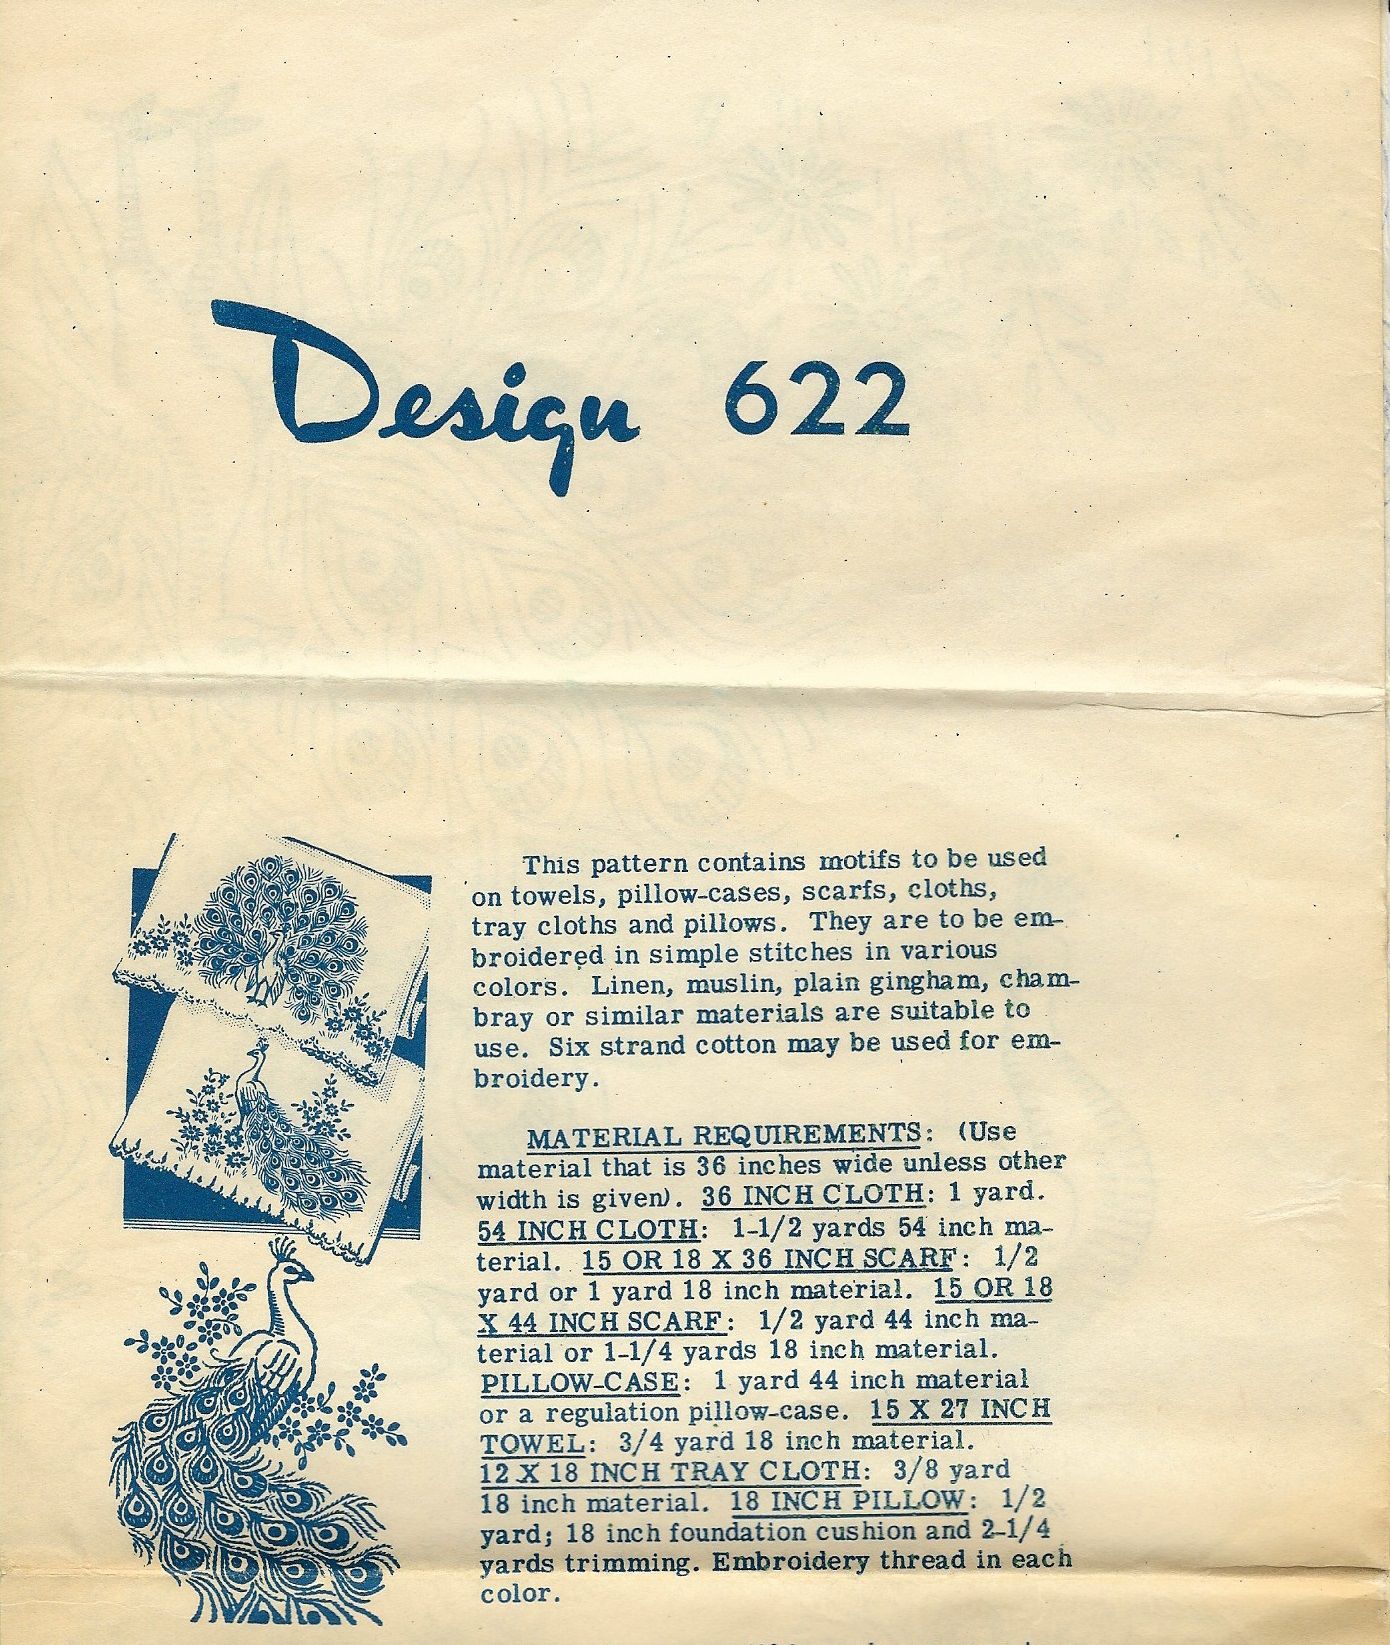 Design 622
This pattern contains motifs to be used
on towels, pillow-cases, scarfs, cloths,
tray cloths and pillows. They are to be em-
broidered in simple stitches in various
colors. Linen, muslin, plain gingham, cham-
bray or similar materials are suitable to
use. Six strand cotton may be used for em-
broidery.
MATERIAL REQUIREMENTS: (Use
material that is 36 inches wide unless other
width is given). 36 INCH CLOTH: 1 yard.
54 INCH CLOTH: 1-1/2 yards 54 inch ma-
terial. 15 OR 18 X 36 INCH SCARF: 1/2
yard or 1 yard 18 inch material. 15 OR 18
X 44 INCH SCARF: 1/2 yard 44 inch ma-
terial or 1-1/4 yards 18 inch material.
PILLOW-CASE: 1 yard 44 inch material
or a regulation pillow-case. 15 X 27 INCH
TOWEL: 3/4 yard 18 inch material.
12 X 18 INCH TRAY CLOTH: 3/8 yard
18 inch material. 18 INCH PILLOW: 1/2
yard; 18 inch foundation cushion and 2-1/4
yards trimming. Embroidery thread in each
color.